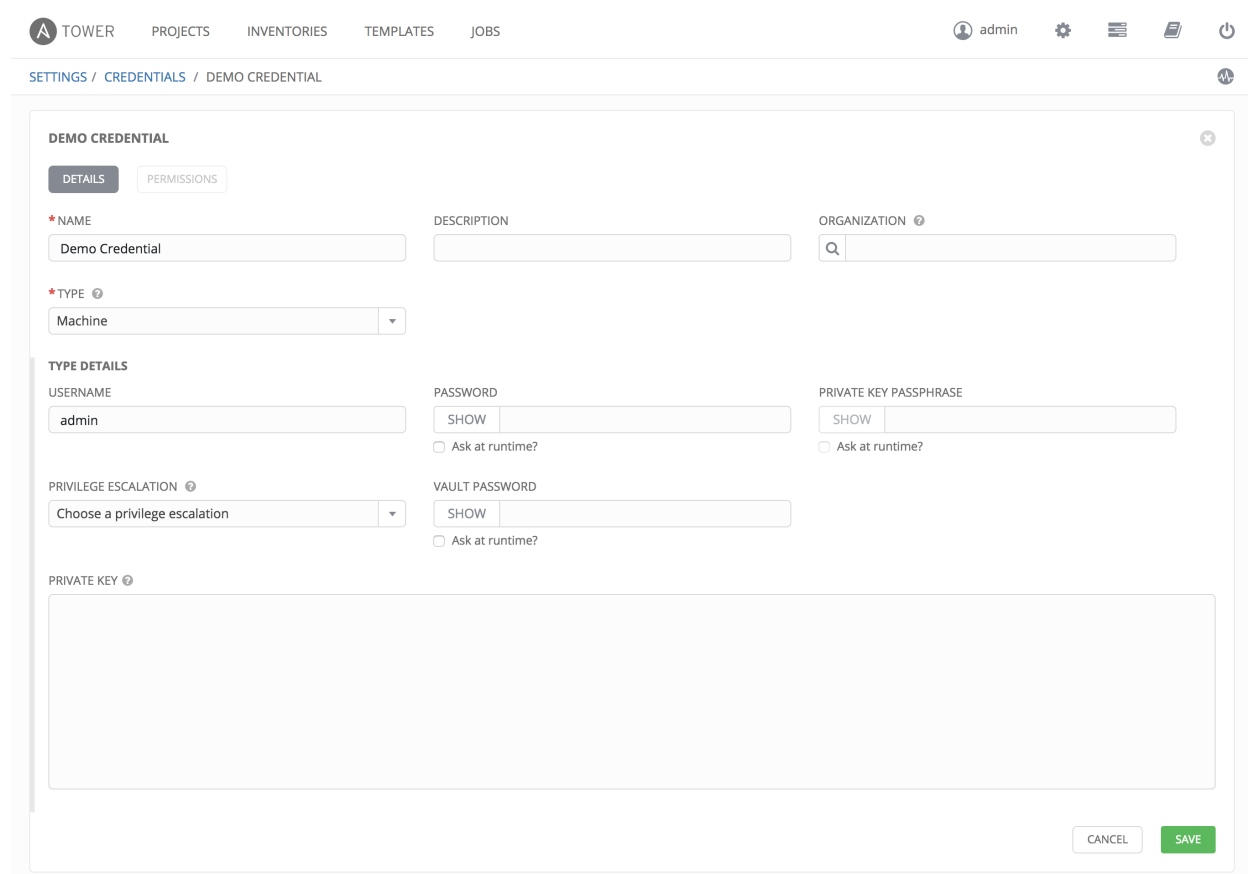 A TOWER PROJECTS INVENTORIES TEMPLATES JOBS admin
SETTINGS / CREDENTIALS / DEMO CREDENTIAL
DEMO CREDENTIAL
DETAILS PERMISSIONS
* NAME DESCRIPTION ORGANIZATION ?
Demo Credential
* TYPE ?
Machine
TYPE DETAILS
USERNAME PASSWORD PRIVATE KEY PASSPHRASE
admin SHOW SHOW
Ask at runtime? Ask at runtime?
PRIVILEGE ESCALATION ? VAULT PASSWORD
Choose a privilege escalation SHOW
Ask at runtime?
PRIVATE KEY ?
CANCEL SAVE